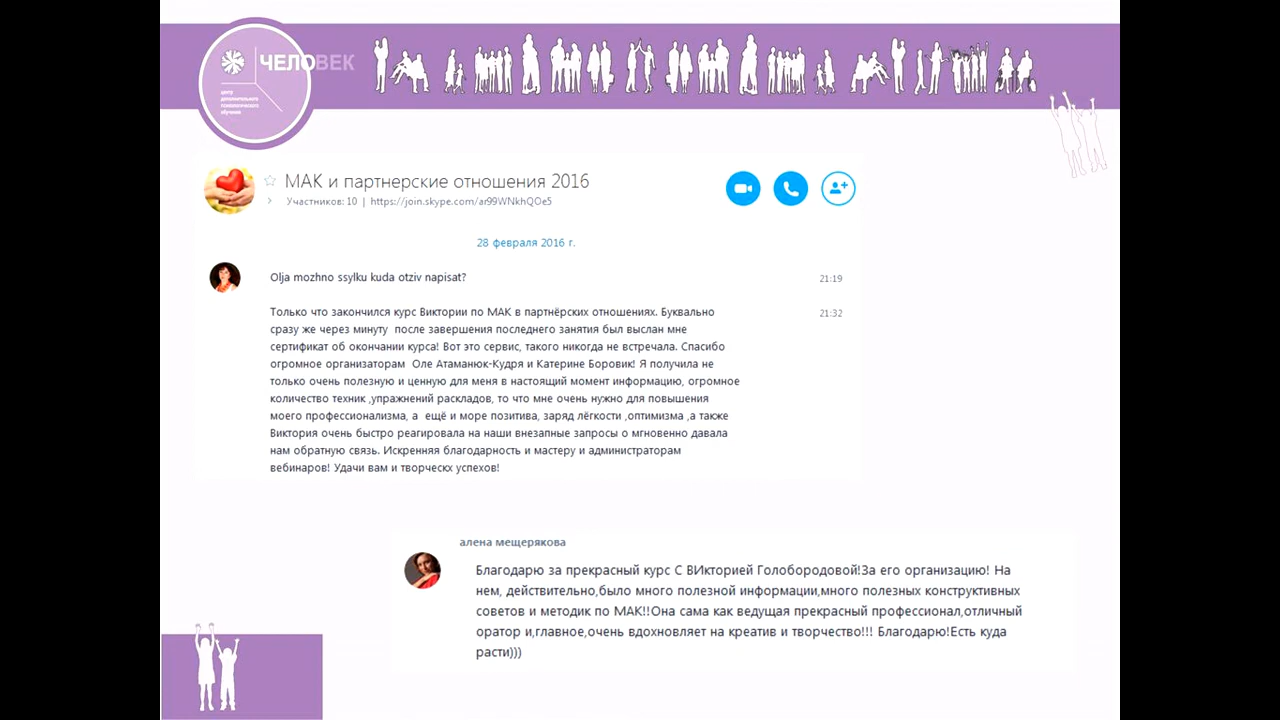 ЧЕЛОВЕК
центр
дополнительного
психологического
обучения
МАК и партнерские отношения 2016
Участников: 10 | https://join.skype.com/ar99WNkhQOe5
28 февраля 2016 г.
Olja mozhno ssylku kuda otziv napisat?
21:19
Только что закончился курс Виктории по МАК в партнёрских отношениях. Буквально
21:32
сразу же через минуту после завершения последнего занятия был выслан мне
сертификат об окончании курса! Вот это сервис, такого никогда не встречала. Спасибо
огромное организаторам Оле Атаманюк-Кудря и Катерине Боровик! Я получила не
только очень полезную и ценную для меня в настоящий момент информацию, огромное
количество техник ,упражнений раскладов, то что мне очень нужно для повышения
моего профессионализма, а ещё и море позитива, заряд лёгкости ,оптимизма ,а также
Виктория очень быстро реагировала на наши внезапные запросы о мгновенно давала
нам обратную связь. Искренняя благодарность и мастеру и администраторам
вебинаров! Удачи вам и творческх успехов!
алена мещерякова
Благодарю за прекрасный курс С ВИкторией Голобородовой!За его организацию! На
нем, действительно,было много полезной информации,много полезных конструктивных
советов и методик по МАК!!Она сама как ведущая прекрасный профессионал,отличный
оратор и,главное,очень вдохновляет на креатив и творчество!!! Благодарю!Есть куда
расти)))